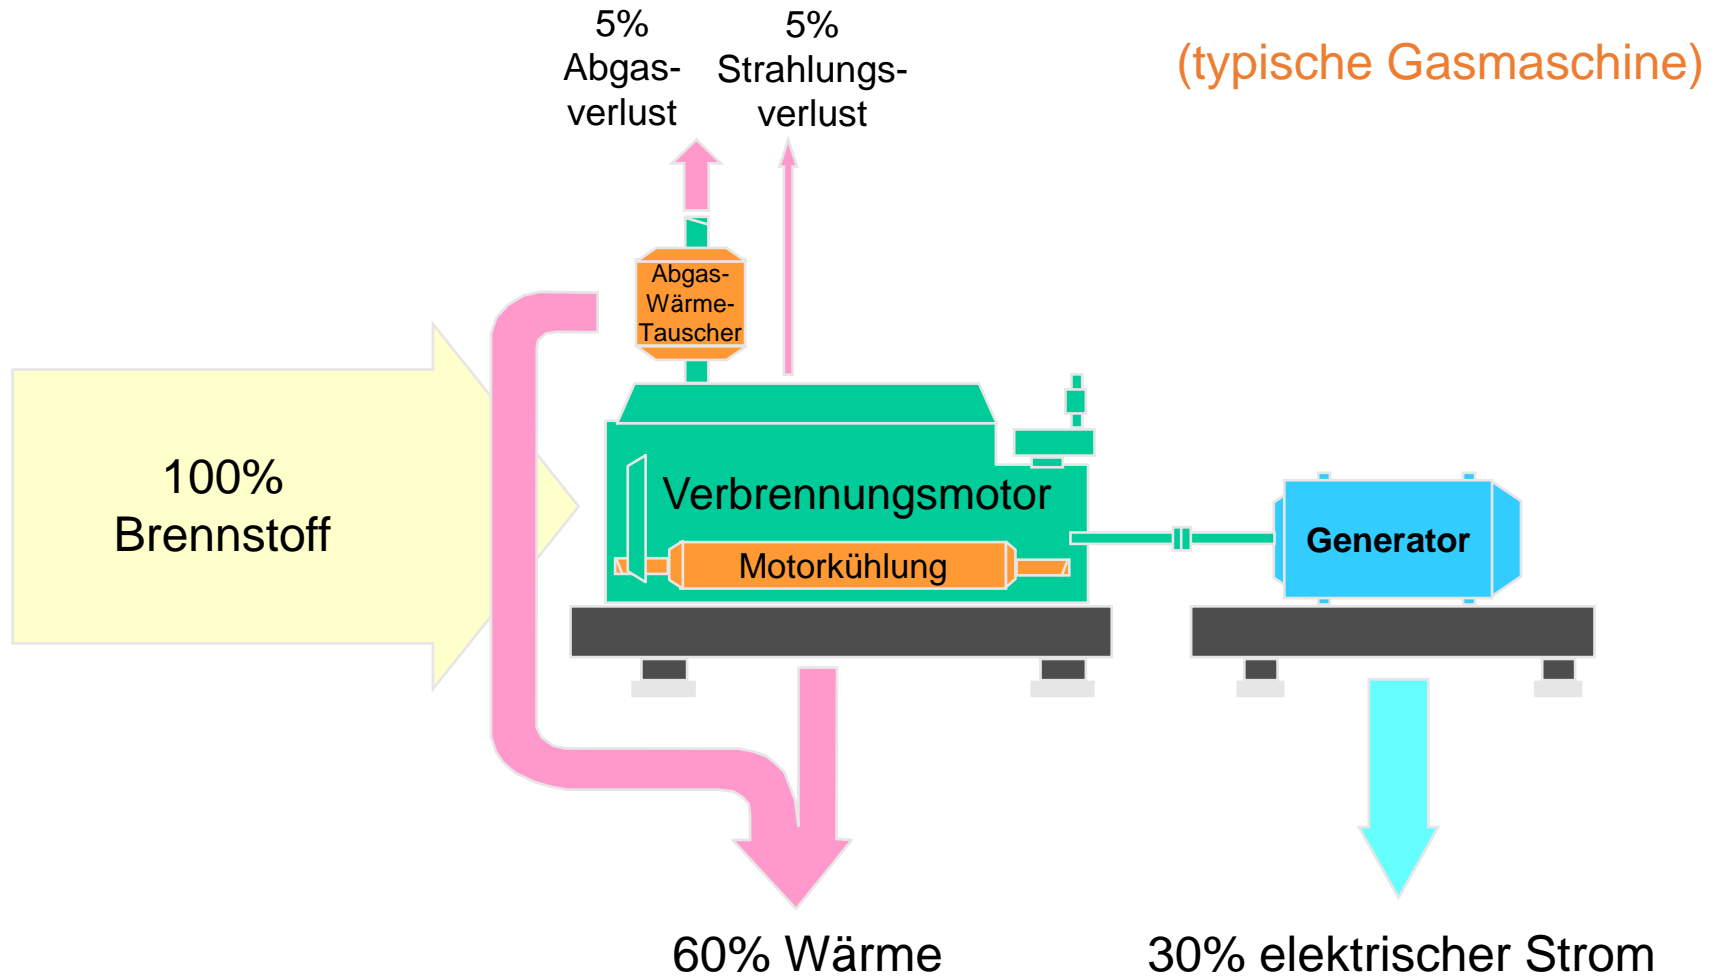 5%
Abgas-
verlust
5%
Strahlungs-
verlust
(typische Gasmaschine)
Abgas-
Wärme-
Tauscher
100%
Brennstoff
Verbrennungsmotor
Motorkühlung
Generator
60% Wärme
30% elektrischer Strom